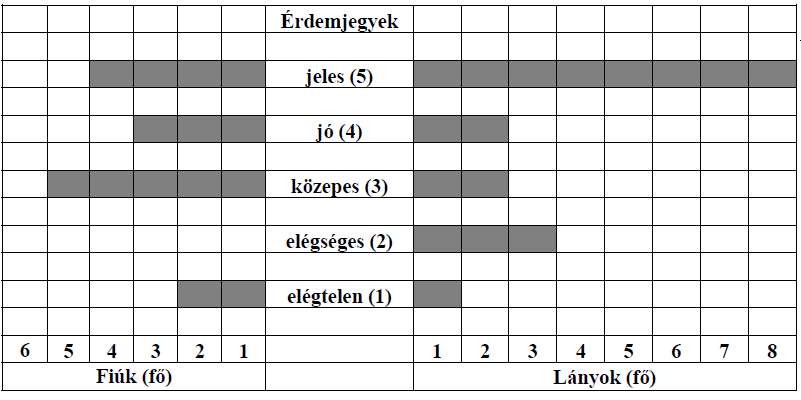 Érdemjegyek
jeles (5)
jó (4)
közepes (3)
elégséges (2)
elégtelen (1)
6 5 4 3 2 1 1 2 3 4 5 6 7 8
Fiúk (fő) Lányok (fő)